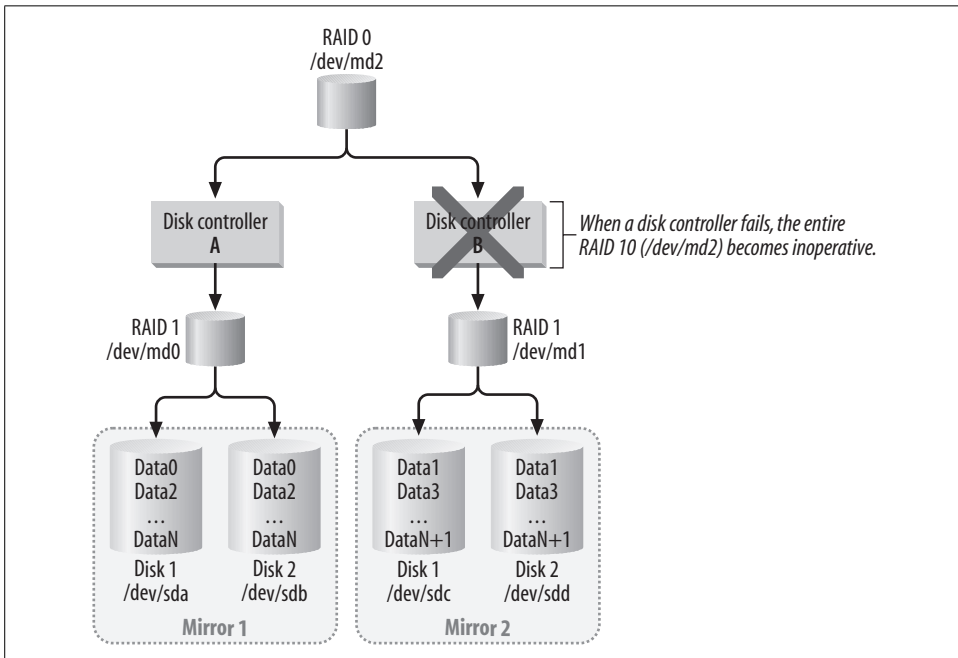 RAID 0
/dev/md2
Disk controller
A
Disk controller
B
When a disk controller fails, the entire
RAID 10 (/dev/md2) becomes inoperative.
RAID 1
/dev/md0
RAID 1
/dev/md1
Data0
Data2
...
DataN
Disk 1
/dev/sda
Data0
Data2
...
DataN
Disk 2
/dev/sdb
Mirror 1
Data1
Data3
...
DataN+1
Disk 1
/dev/sdc
Data1
Data3
...
DataN+1
Disk 2
/dev/sdd
Mirror 2